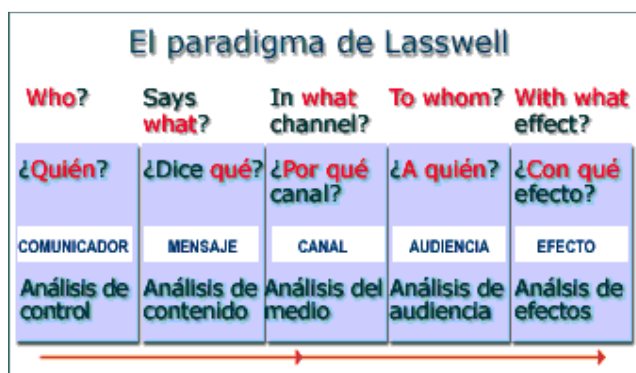 El paradigma de Lasswell
Who? Says what? In what channel? To whom? With what effect?
¿Quién? ¿Dice qué? ¿Por qué canal? ¿A quién? ¿Con qué efecto?
COMUNICADOR MENSAJE CANAL AUDIENCIA EFECTO
Análisis de control Análisis de contenido Análisis del medio Análisis de audiencia Análsis de efectos